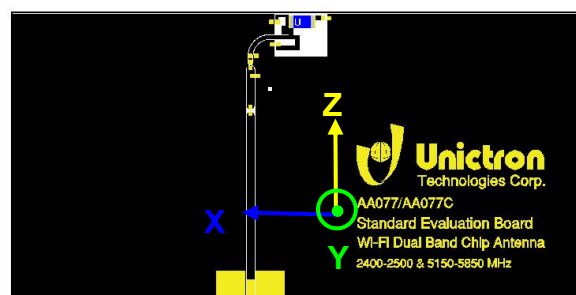 U
Z
Unictron
Technologies Corp.
X
AA077/AA077C
Standard Evaluation Board
Y
Wi-Fi Dual Band Chip Antenna
2400-2500 & 5150-5850 MHz